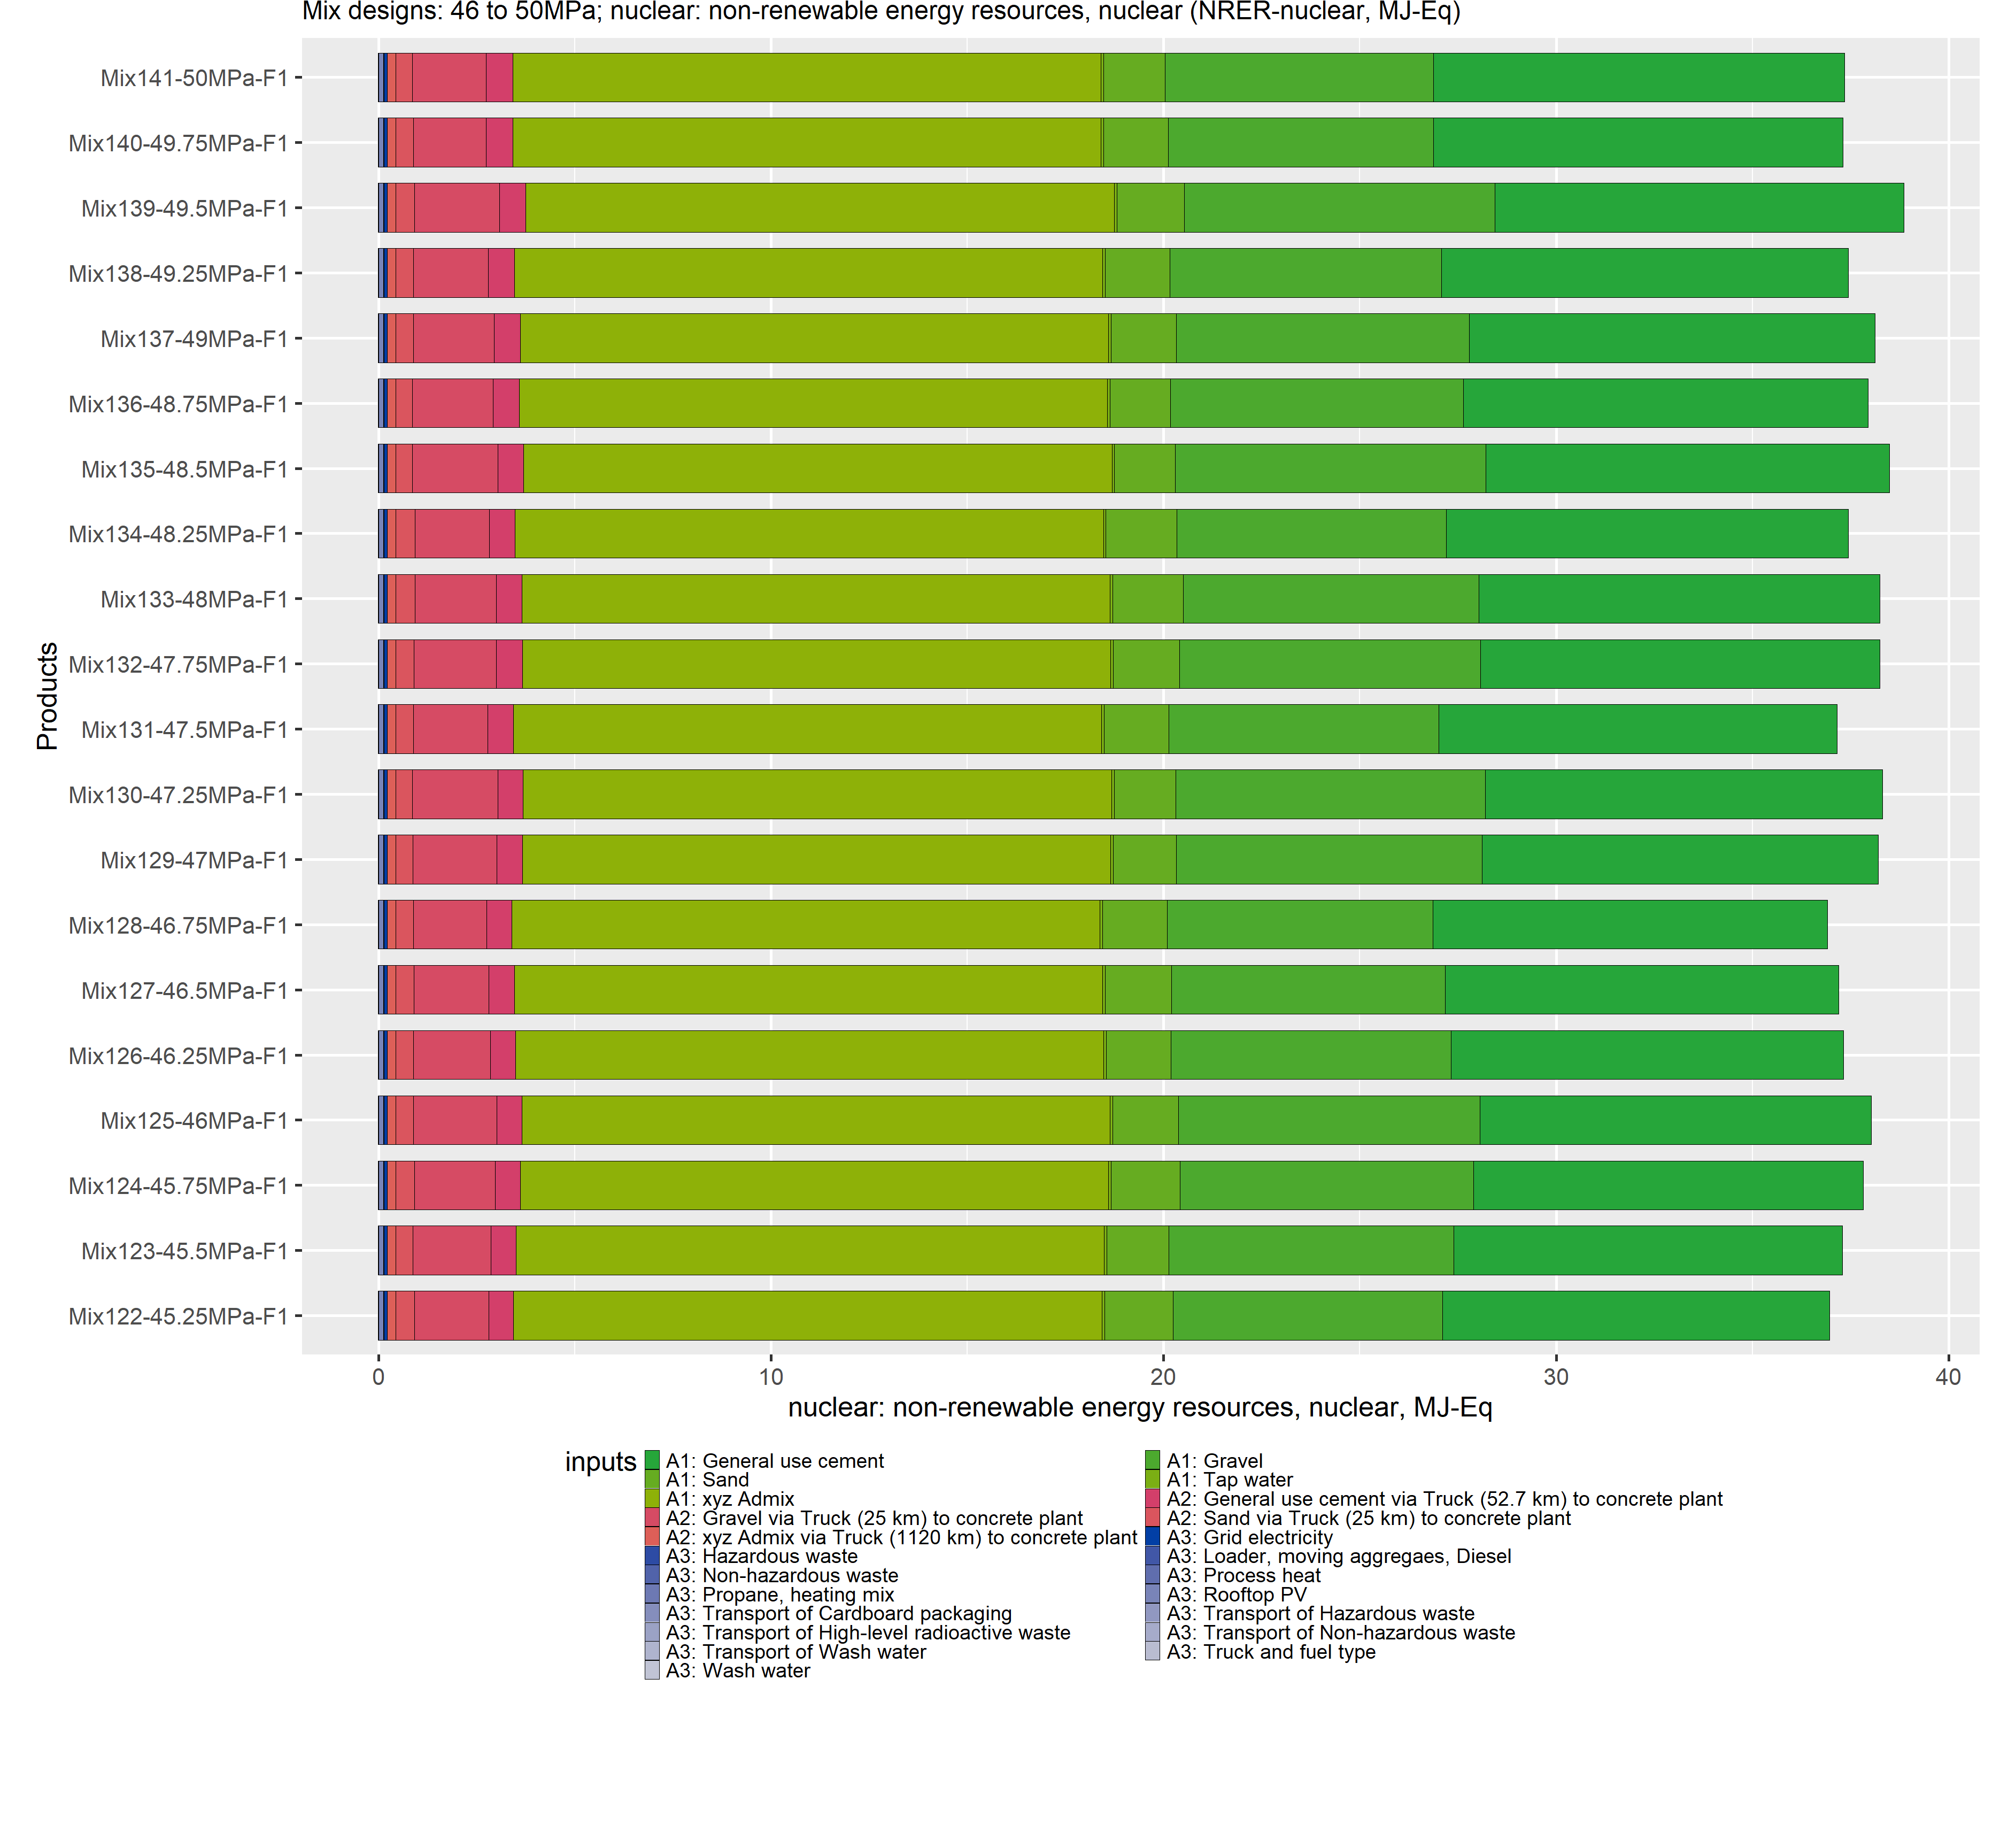 Mix designs: 46 to 50MPa; nuclear: non-renewable energy resources, nuclear (NRER-nuclear, MJ-Eq)
Products
Mix141-50MPa-F1
Mix140-49.75MPa-F1
Mix139-49.5MPa-F1
Mix138-49.25MPa-F1
Mix137-49MPa-F1
Mix136-48.75MPa-F1
Mix135-48.5MPa-F1
Mix134-48.25MPa-F1
Mix133-48MPa-F1
Mix132-47.75MPa-F1
Mix131-47.5MPa-F1
Mix130-47.25MPa-F1
Mix129-47MPa-F1
Mix128-46.75MPa-F1
Mix127-46.5MPa-F1
Mix126-46.25MPa-F1
Mix125-46MPa-F1
Mix124-45.75MPa-F1
Mix123-45.5MPa-F1
Mix122-45.25MPa-F1
0 10 20 30 40
nuclear: non-renewable energy resources, nuclear, MJ-Eq
inputs
A1: General use cement A1: Gravel
A1: Sand A1: Tap water
A1: xyz Admix A2: General use cement via Truck (52.7 km) to concrete plant
A2: Gravel via Truck (25 km) to concrete plant A2: Sand via Truck (25 km) to concrete plant
A2: xyz Admix via Truck (1120 km) to concrete plant A3: Grid electricity
A3: Hazardous waste A3: Loader, moving aggregaes, Diesel
A3: Non-hazardous waste A3: Process heat
A3: Propane, heating mix A3: Rooftop PV
A3: Transport of Cardboard packaging A3: Transport of Hazardous waste
A3: Transport of High-level radioactive waste A3: Transport of Non-hazardous waste
A3: Transport of Wash water A3: Truck and fuel type
A3: Wash water